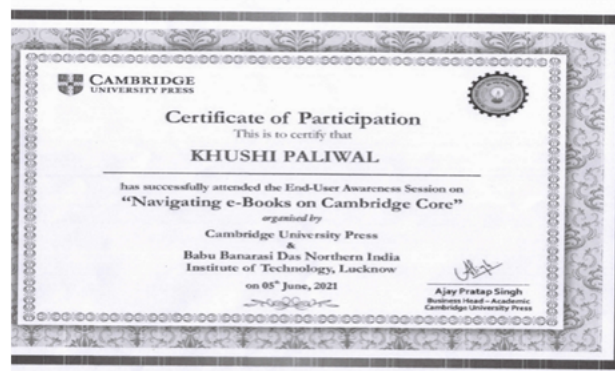 CAMBRIDGE
UNIVERSITY PRESS
Certificate of Participation
This is to certify that
KHUSHI PALIWAL
has successfully attended the End-User Awareness Session on
“Navigating e-Books on Cambridge Core”
organised by
Cambridge University Press
&
Babu Banarasi Das Northern India
Institute of Technology, Lucknow
on 05th June, 2021
Ajay Pratap Singh
Business Head – Academic
Cambridge University Press